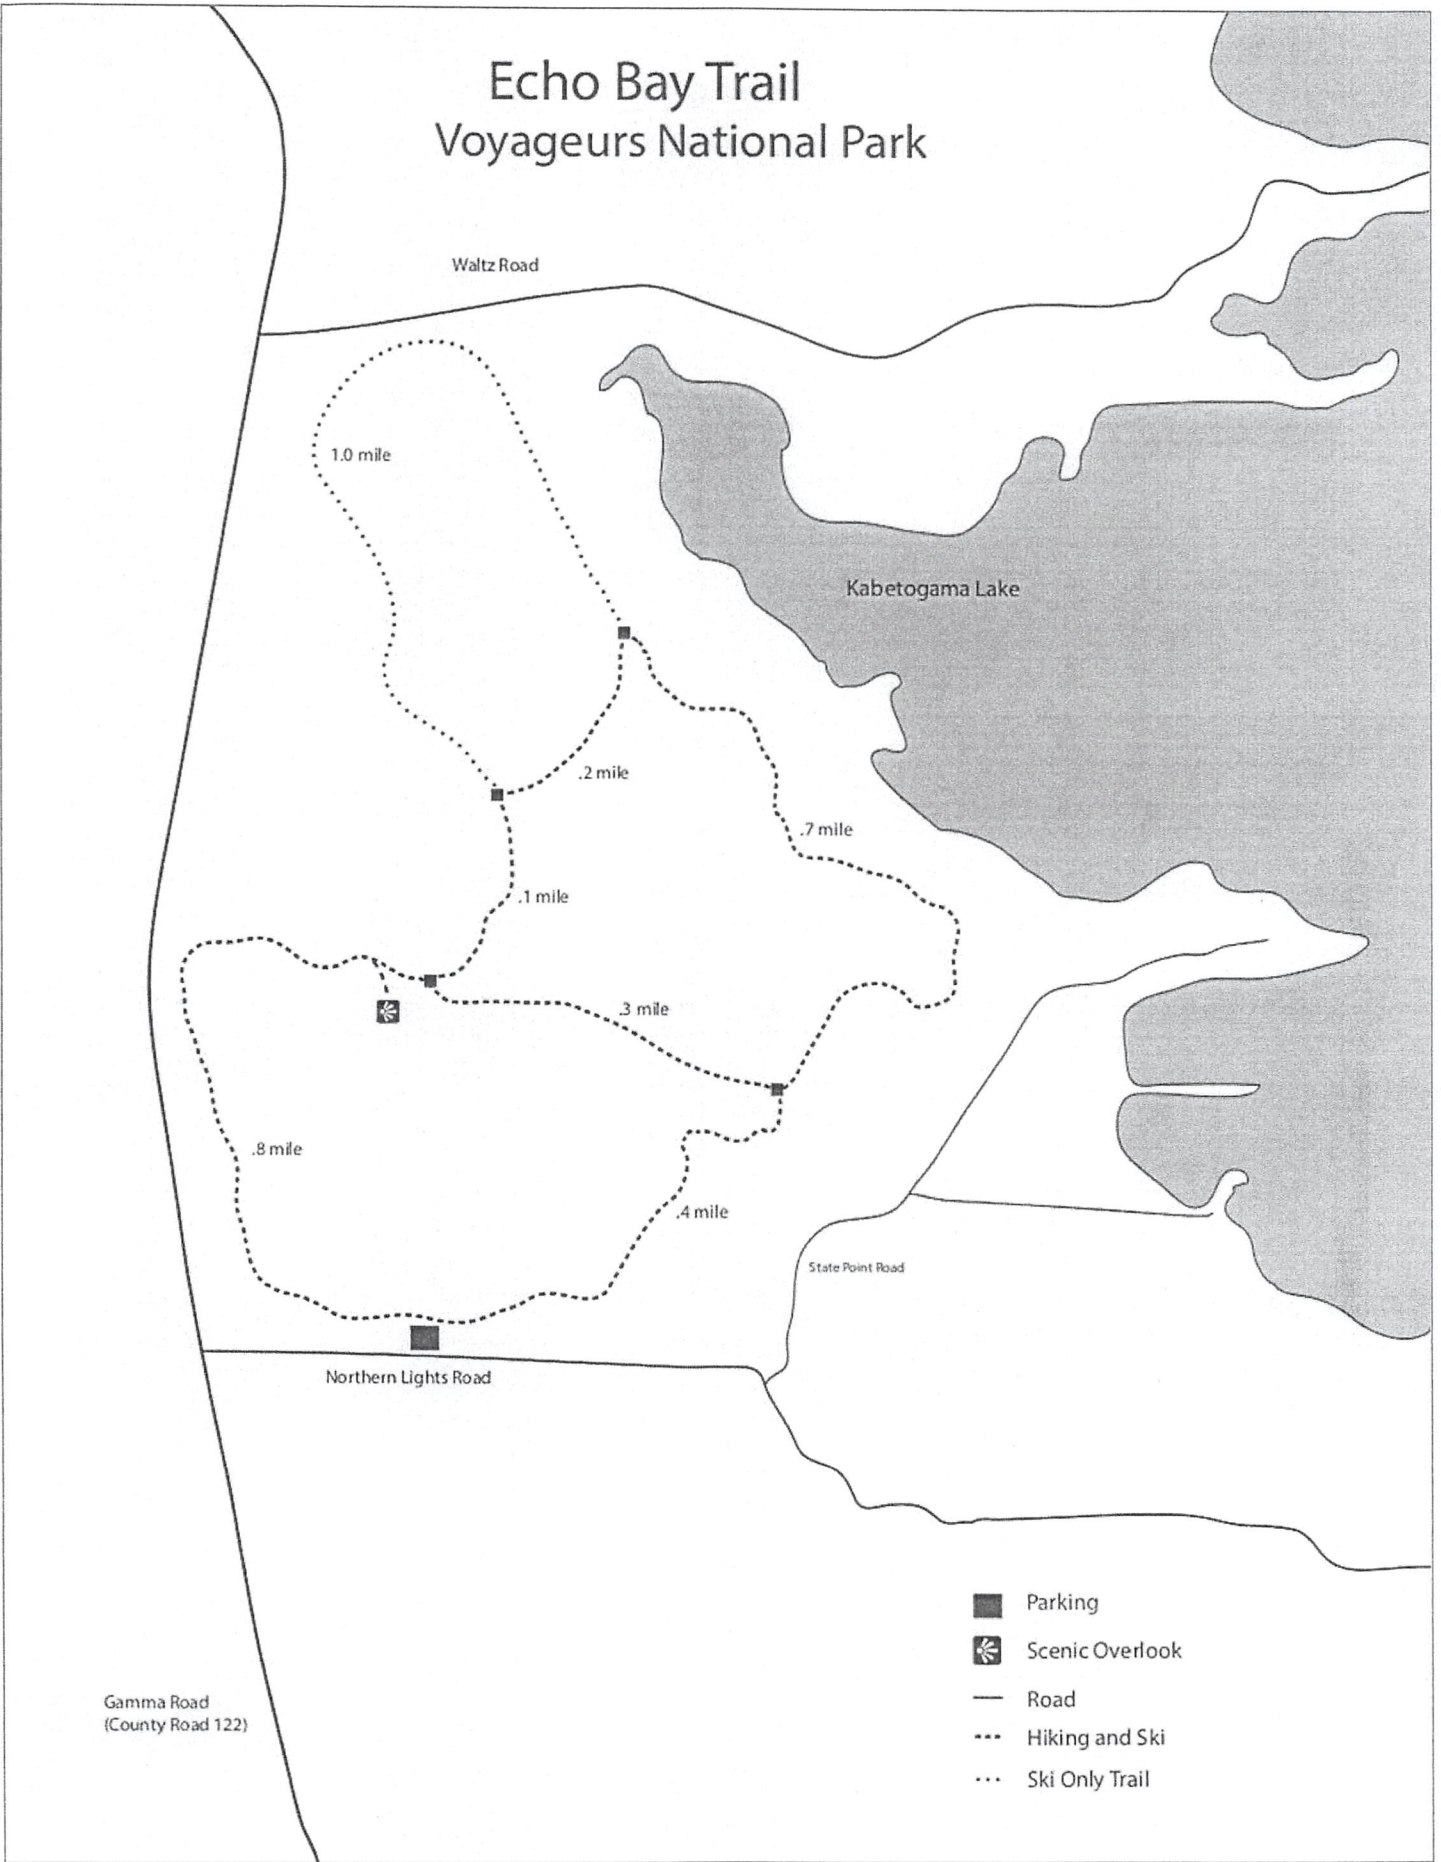 Echo Bay Trail
Voyageurs National Park
Waltz Road
1.0 mile
Kabetogama Lake
.2 mile
.7 mile
.1 mile
.3 mile
.8 mile
.4 mile
State Point Road
Northern Lights Road
Parking
Scenic Overlook
Road
Hiking and Ski
Ski Only Trail
Gamma Road
(County Road 122)